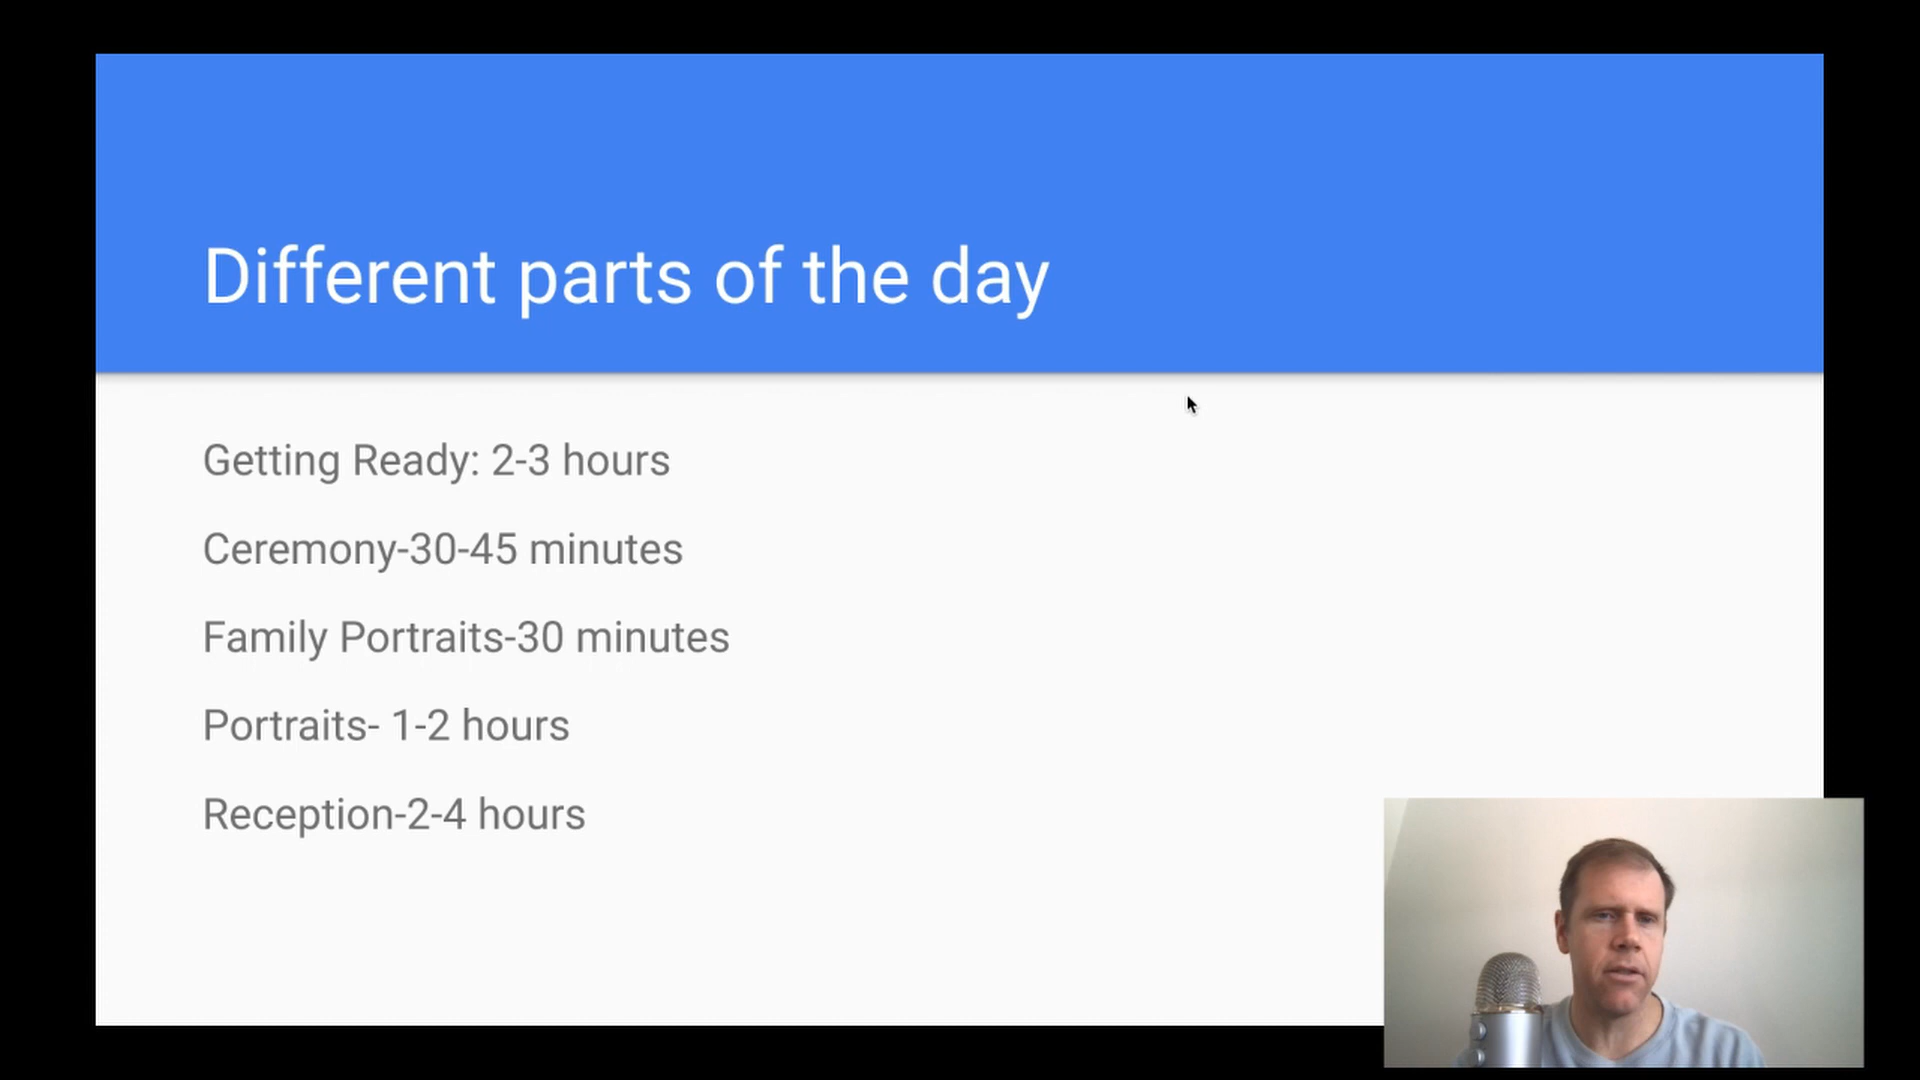 Different parts of the day
Getting Ready: 2-3 hours
Ceremony-30-45 minutes
Family Portraits-30 minutes
Portraits- 1-2 hours
Reception-2-4 hours